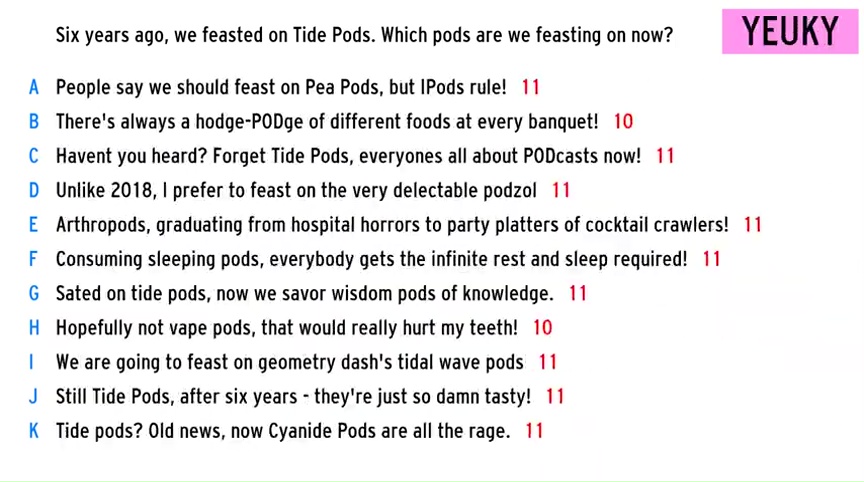 Six years ago, we feasted on Tide Pods. Which pods are we feasting on now?
YEUKY
A People say we should feast on Pea Pods, but IPods rule! 11
B There's always a hodge-PODge of different foods at every banquet! 10
C Havent you heard? Forget Tide Pods, everyones all about PODcasts now! 11
D Unlike 2018, I prefer to feast on the very delectable podzol 11
E Arthropods, graduating from hospital horrors to party platters of cocktail crawlers! 11
F Consuming sleeping pods, everybody gets the infinite rest and sleep required! 11
G Sated on tide pods, now we savor wisdom pods of knowledge. 11
H Hopefully not vape pods, that would really hurt my teeth! 10
I We are going to feast on geometry dash's tidal wave pods 11
J Still Tide Pods, after six years - they're just so damn tasty! 11
K Tide pods? Old news, now Cyanide Pods are all the rage. 11